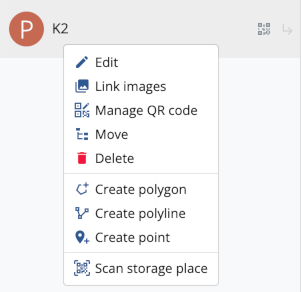 P K2
Edit
Link images
Manage QR code
Move
Delete
Create polygon
Create polyline
Create point
Scan storage place